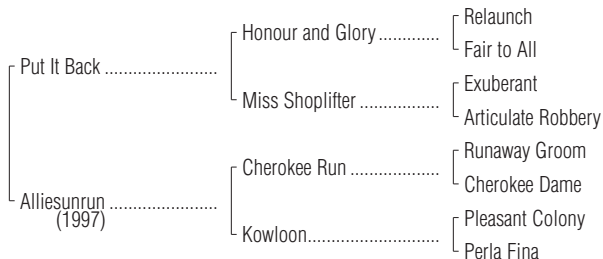 Put It Back ........................
Honour and Glory .............
Relaunch
Fair to All
Miss Shoplifter .................
Exuberant
Articulate Robbery
Alliesunrun .......................
(1997)
Cherokee Run ...................
Runaway Groom
Cherokee Dame
Kowloon............................
Pleasant Colony
Perla Fina